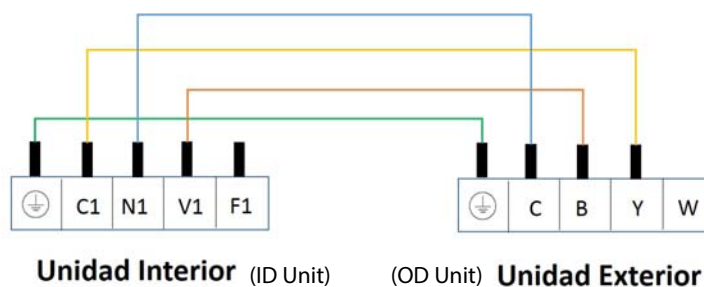 C1 N1 V1 F1 C B Y W
Unidad Interior (ID Unit) (OD Unit) Unidad Exterior